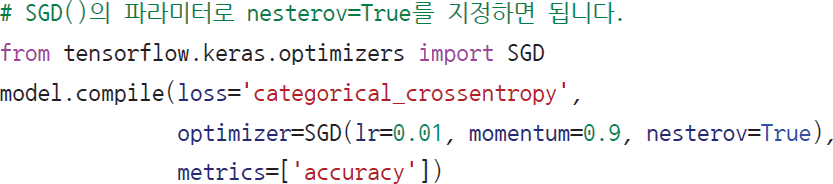 # SGD()의 파라미터로 nesterov=True를 지정하면 됩니다.
from tensorflow.keras.optimizers import SGD
model.compile(loss='categorical_crossentropy',
              optimizer=SGD(lr=0.01, momentum=0.9, nesterov=True),
              metrics=['accuracy'])